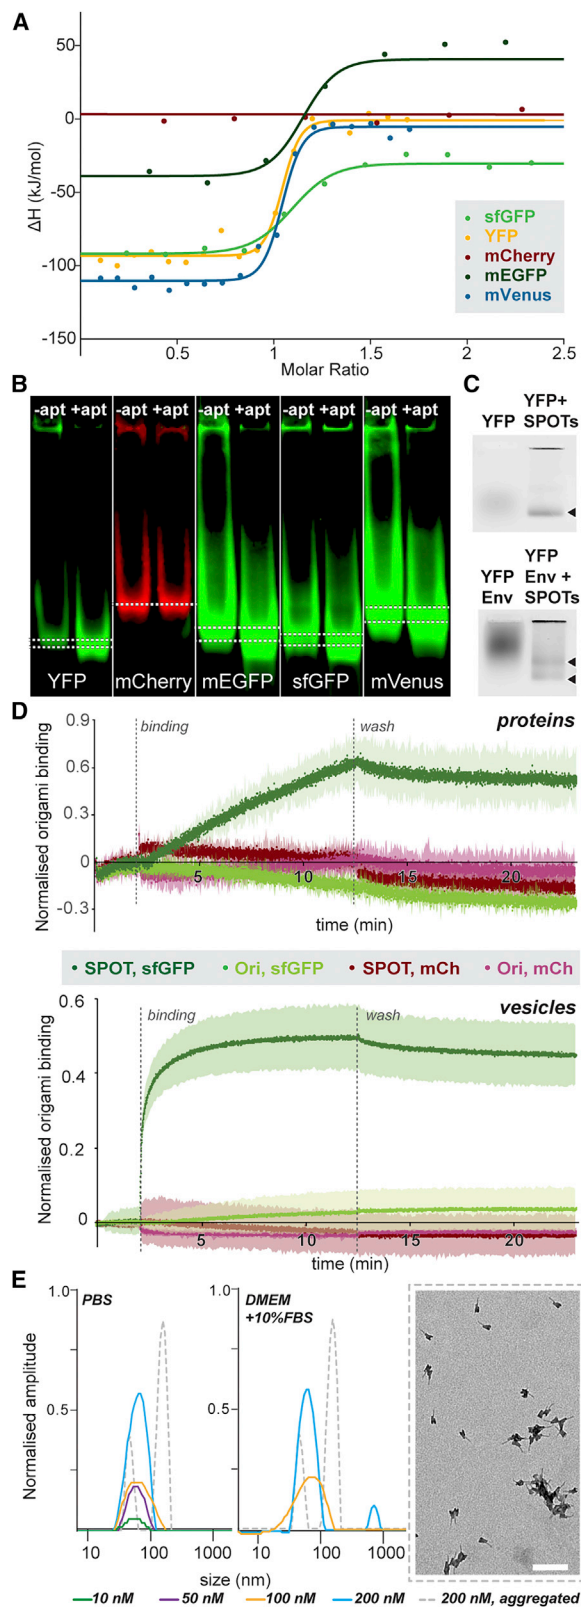 A
50
0
-50
-100
-150
ΔH (kJ/mol)
0.5
1
1.5
2
2.5
Molar Ratio
sfGFP
YFP
mCherry
mEGFP
mVenus
B
-apt +apt
-apt +apt
-apt +apt
-apt +apt
-apt +apt
YFP
mCherry
mEGFP
sfGFP
mVenus
C
YFP
YFP+
SPOTs
YFP
Env
YFP
Env +
SPOTs
D
proteins
binding
wash
Normalised origami binding
0.9
0.6
0.3
0
-0.3
5
10
15
20
time (min)
SPOT, sfGFP
Ori, sfGFP
SPOT, mCh
Ori, mCh
vesicles
binding
wash
Normalised origami binding
0.6
0.4
0.2
0
5
10
15
20
time (min)
E
PBS
Normalised amplitude
1.0
0.5
10
100
1000
DMEM
+10%FBS
1.0
0.5
10
100
1000
size (nm)
10 nM
50 nM
100 nM
200 nM
200 nM, aggregated